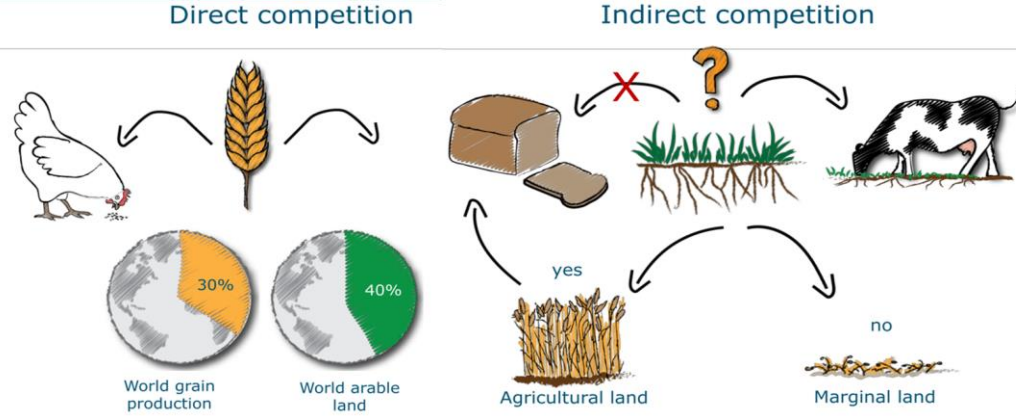 Direct competition
Indirect competition
?
X
30%
40%
World grain
production
World arable
land
yes
no
Agricultural land
Marginal land